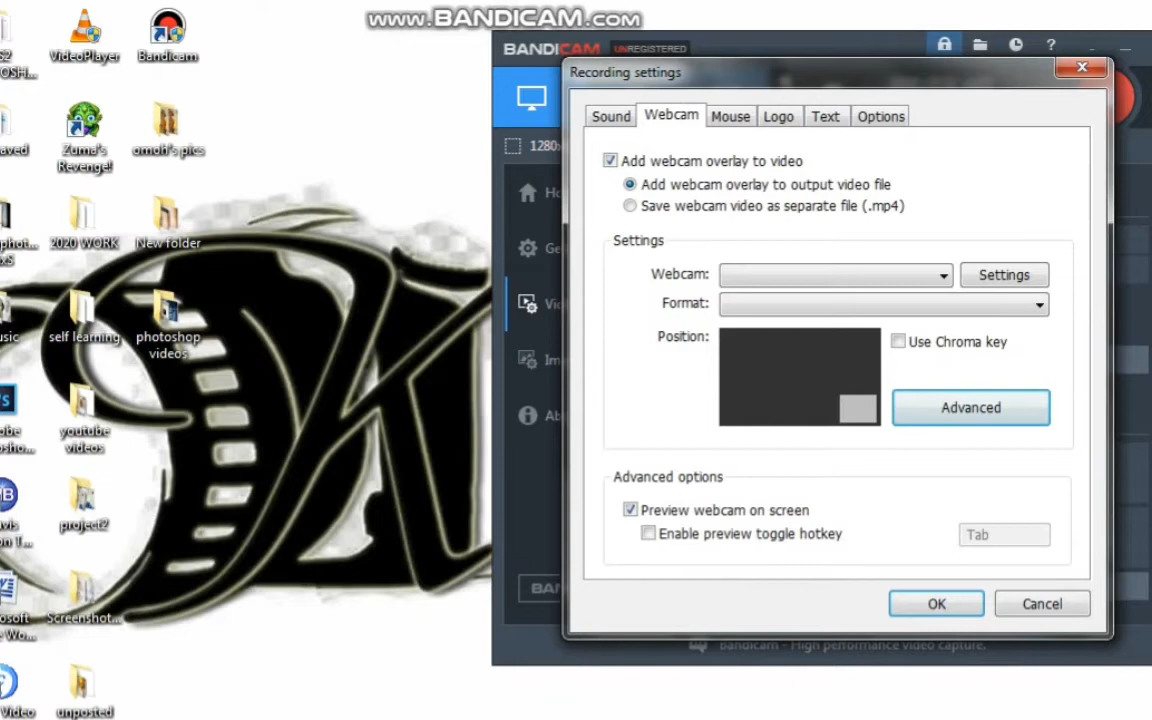 www.BANDICAM.com
VideoPlayer
Bandicam
Zuma's
Revenge!
omoh's pics
2020 WORK
New folder
self learning
photoshop
videos
youtube
videos
project2
Screenshot...
unposted
Video
BANDICAM UNREGISTERED
?
Recording settings
Sound
Webcam
Mouse
Logo
Text
Options
Add webcam overlay to video
Add webcam overlay to output video file
Save webcam video as separate file (.mp4)
Settings
Webcam:
Settings
Format:
Position:
Use Chroma key
Advanced
Advanced options
Preview webcam on screen
Enable preview toggle hotkey
Tab
OK
Cancel
Bandicam - High performance video capture.